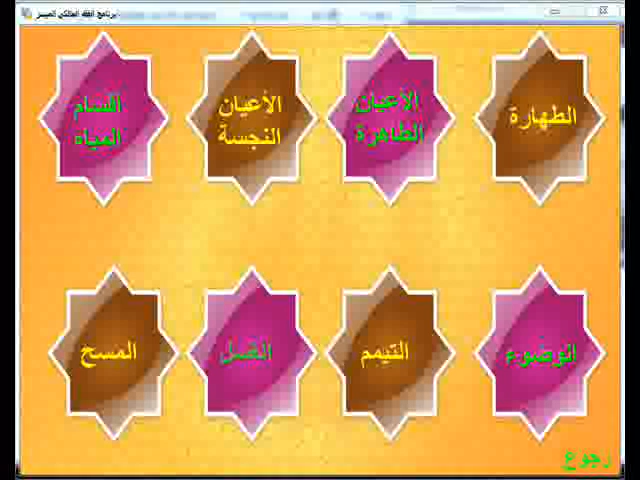 برنامج الفقه المالكي الميسر
الطهارة
الأعيان
الطاهرة
الأعيان
النجسة
أقسام
المياه
الوضوء
التيمم
الغسل
المسح
رجوع